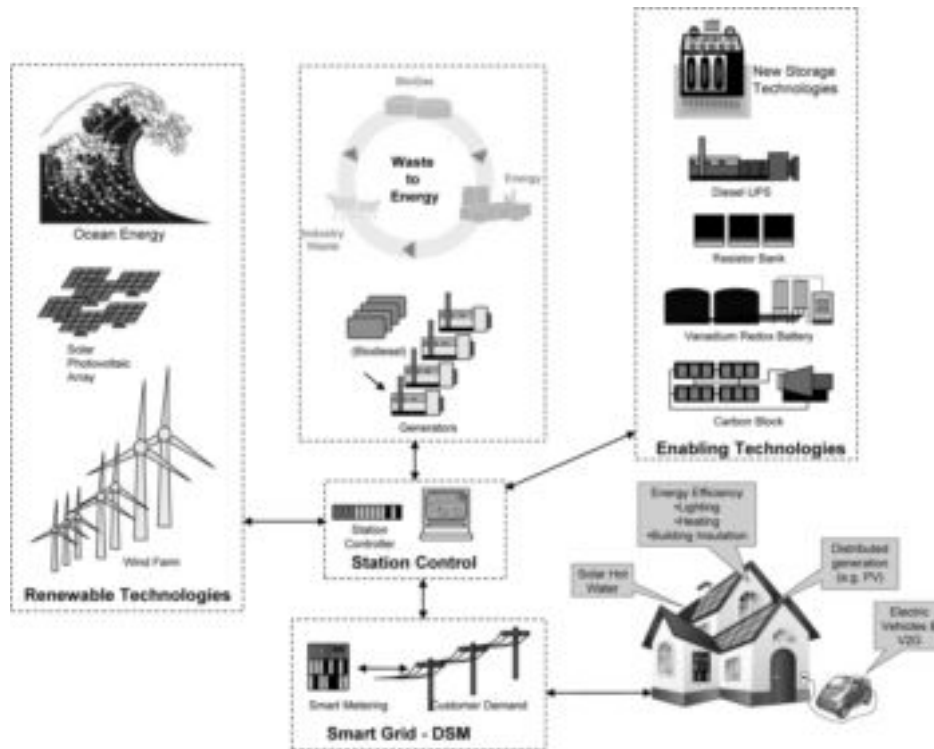 Ocean Energy
Solar
Photovoltaic
Array
Wind Farm
Renewable Technologies
BioGas
Waste
to
Energy
Energy
Industry
Waste
(Biodiesel)
Generators
New Storage
Technologies
Diesel UPS
Resistor Bank
Vanadium Redox Battery
Carbon Block
Enabling Technologies
Station
Controller
Station Control
Smart Metering
Customer Demand
Smart Grid - DSM
Energy Efficiency
•Lighting
•Heating
•Building Insulation
Solar Hot
Water
Distributed
generation
(e.g. PV)
Electric
Vehicles &
V2G